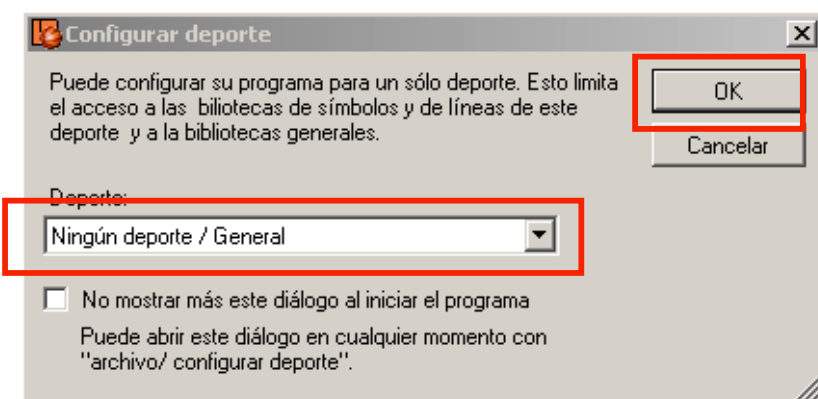 Configurar deporte
Puede configurar su programa para un sólo deporte. Esto limita
el acceso a las biliotecas de símbolos y de líneas de este
deporte y a la bibliotecas generales.
OK
Cancelar
Deporte:
Ningún deporte / General
No mostrar más este diálogo al iniciar el programa
Puede abrir este diálogo en cualquier momento con
"archivo/ configurar deporte".